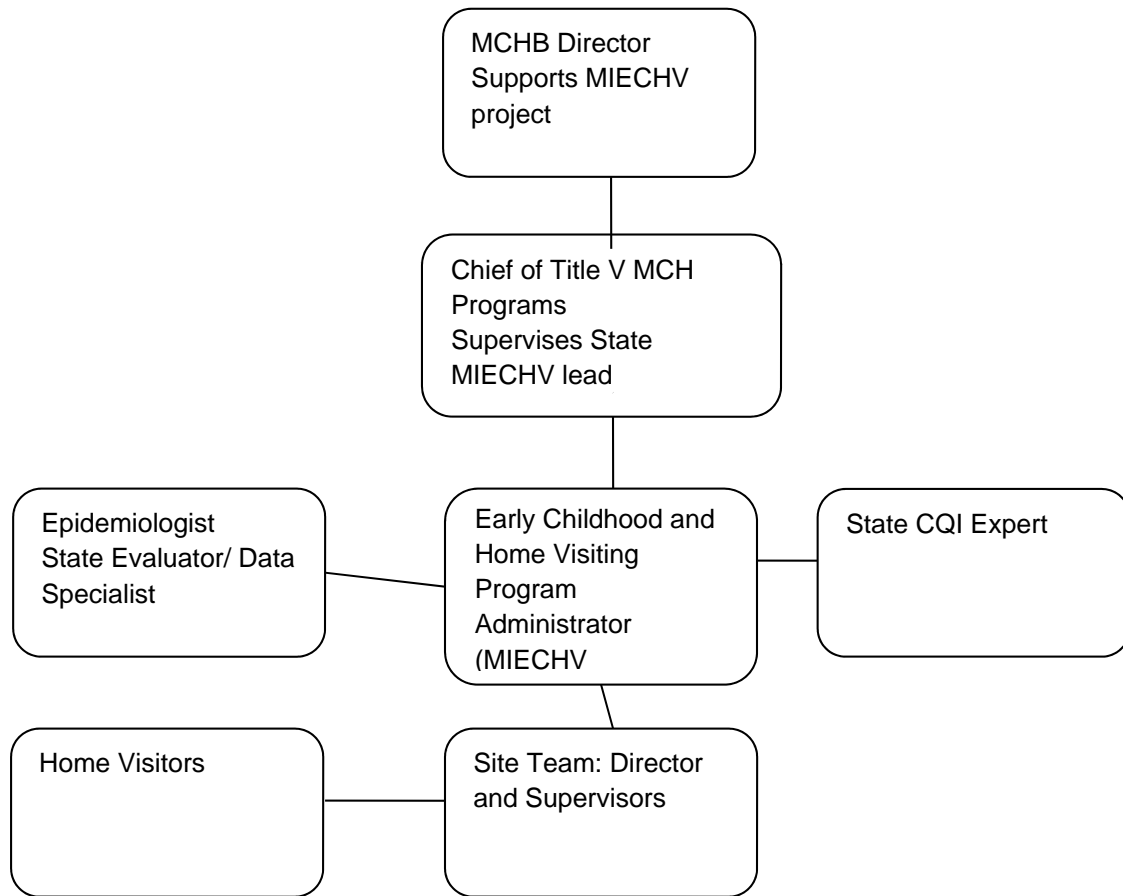 MCHB Director
Supports MIECHV
project
Chief of Title V MCH
Programs
Supervises State
MIECHV lead
Epidemiologist
State Evaluator/ Data
Specialist
Early Childhood and
Home Visiting
Program
Administrator
(MIECHV
State CQI Expert
Home Visitors
Site Team: Director
and Supervisors